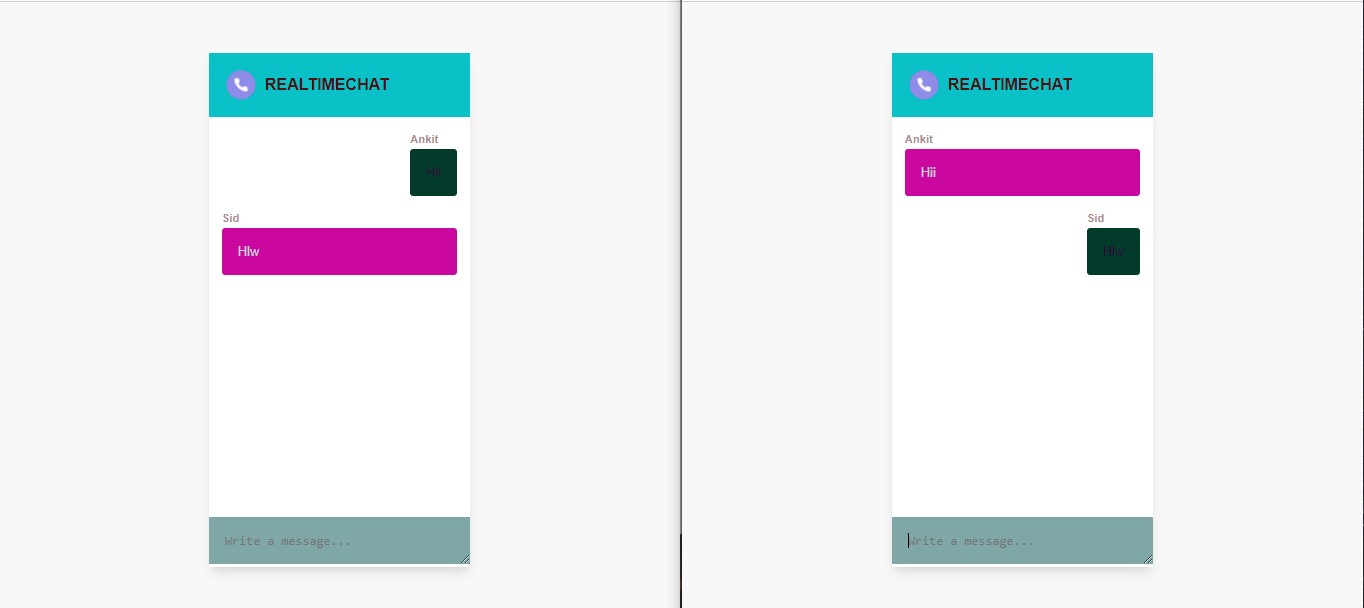 REALTIMECHAT
Ankit
Hii
Sid
Hlw
Write a message...
REALTIMECHAT
Ankit
Hii
Sid
Hlw
Write a message...